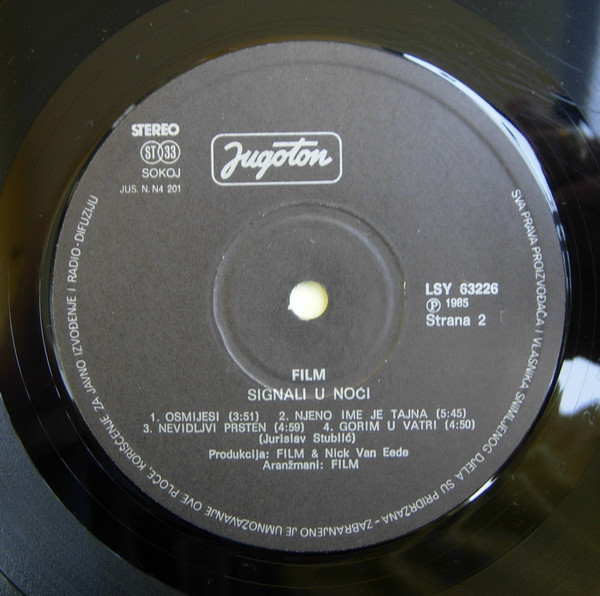 STEREO
ST 33
SOKOJ
JUS. N. N4 201
Jugoton
LSY 63226
Ⓟ 1985
Strana 2
FILM
SIGNALI U NOĆI
1. OSMIJESI (3:51) 2. NJENO IME JE TAJNA (5:45)
3. NEVIDLJVI PRSTEN (4:59) 4. GORIM U VATRI (4:50)
(Jurislav Stublić)
Produkcija: FILM & Nick Van Eede
Aranžmani: FILM
SVA PRAVA PROIZVOĐAČA I VLASNIKA SNIMLJENOG DJELA SU PRIDRŽANA - ZABRANJENO JE UMNOŽAVANJE OVE PLOČE, KORIŠĆENJE ZA JAVNO IZVOĐENJE I RADIO-DIFUZIJU